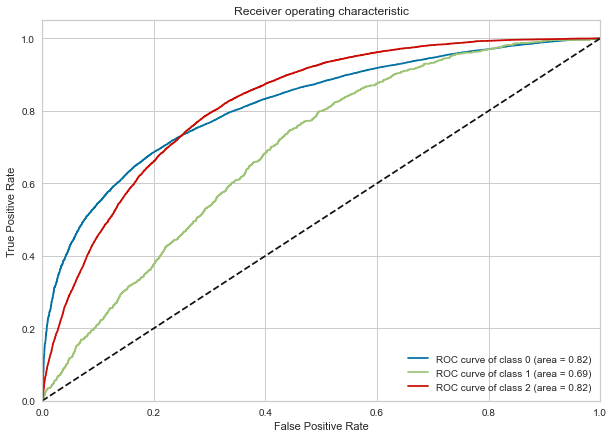 Receiver operating characteristic
1.0
0.8
0.6
0.4
0.2
0.0
True Positive Rate
ROC curve of class 0 (area = 0.82)
ROC curve of class 1 (area = 0.69)
ROC curve of class 2 (area = 0.82)
0.0 0.2 0.4 0.6 0.8 1.0
False Positive Rate